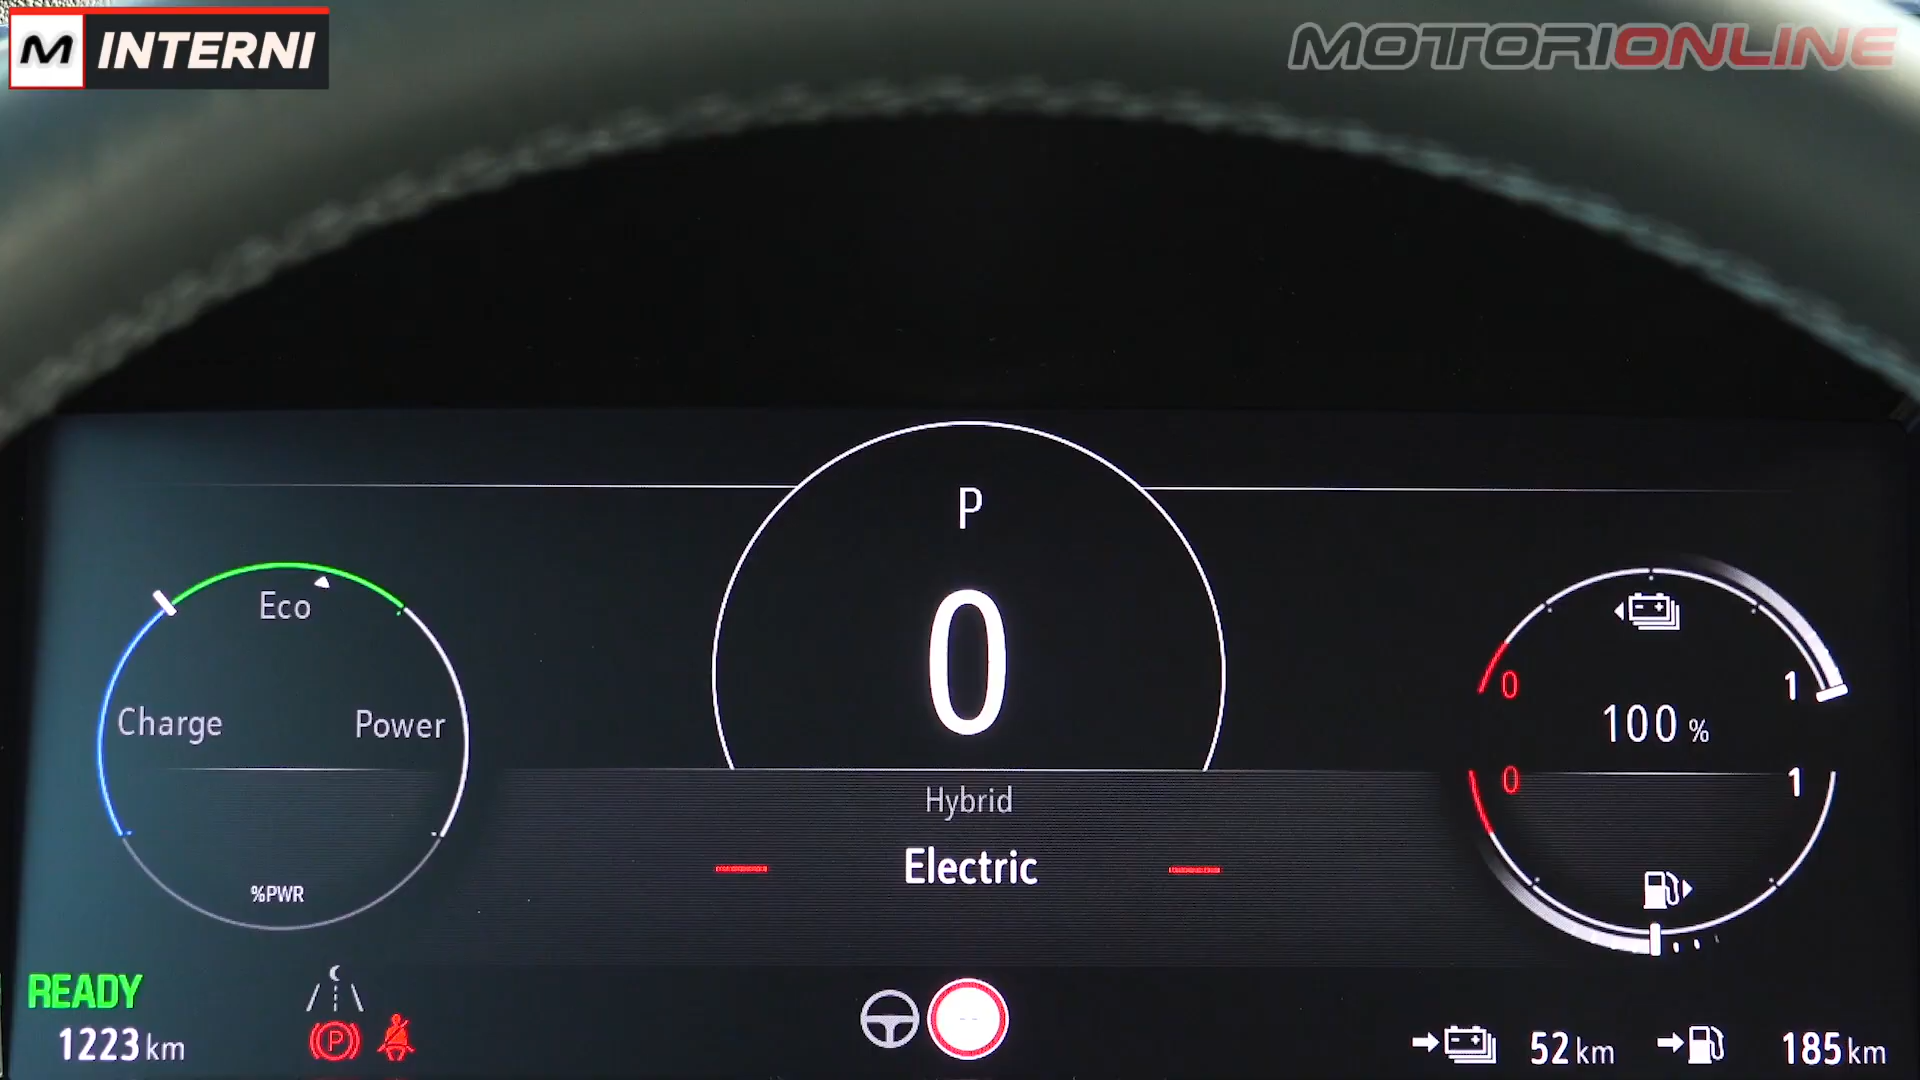 M INTERNI
MOTORIONLINE
P
0
Eco
Charge
Power
%PWR
Hybrid
Electric
0
1
100 %
0
1
READY
1223 km
P
52 km
185 km